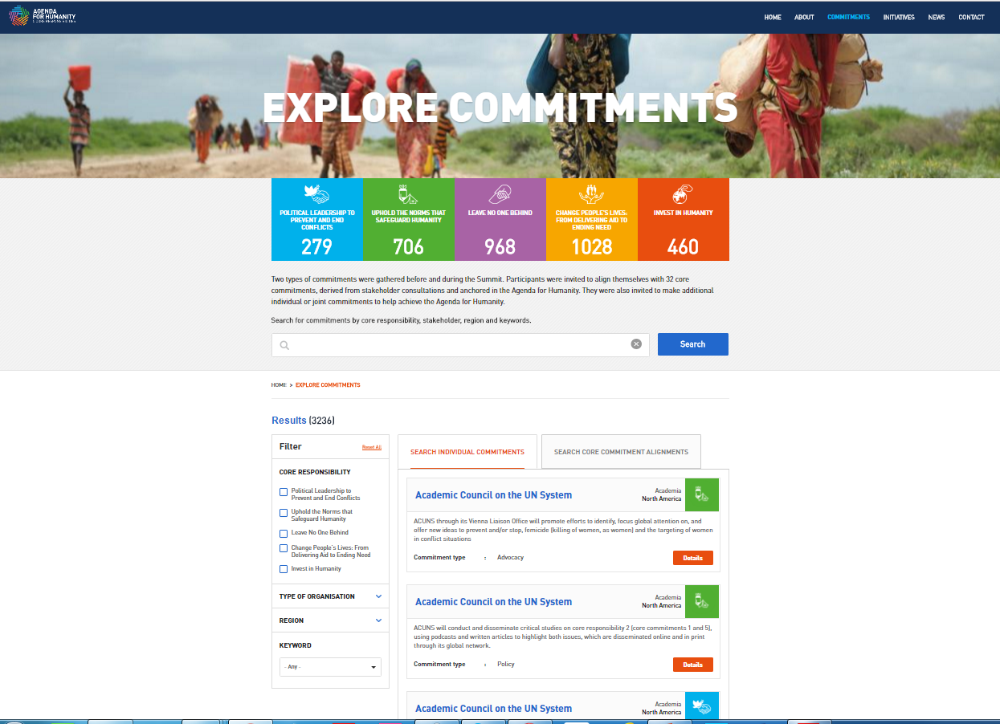 AGENDA
FOR HUMANITY
5 CORE RESPONSIBILITIES
HOME ABOUT COMMITMENTS INITIATIVES NEWS CONTACT
EXPLORE COMMITMENTS
POLITICAL LEADERSHIP TO
PREVENT AND END
CONFLICTS
279
UPHOLD THE NORMS THAT
SAFEGUARD HUMANITY
706
LEAVE NO ONE BEHIND
968
CHANGE PEOPLE'S LIVES:
FROM DELIVERING AID TO
ENDING NEED
1028
INVEST IN HUMANITY
460
Two types of commitments were gathered before and during the Summit. Participants were invited to align themselves with 32 core
commitments, derived from stakeholder consultations and anchored in the Agenda for Humanity. They were also invited to make additional
individual or joint commitments to help achieve the Agenda for Humanity.
Search for commitments by core responsibility, stakeholder, region and keywords.
Search
HOME > EXPLORE COMMITMENTS
Results (3236)
Filter Reset All
CORE RESPONSIBILITY
Political Leadership to
Prevent and End Conflicts
Uphold the Norms that
Safeguard Humanity
Leave No One Behind
Change People's Lives: From
Delivering Aid to Ending Need
Invest in Humanity
TYPE OF ORGANISATION
REGION
KEYWORD
- Any -
SEARCH INDIVIDUAL COMMITMENTS
SEARCH CORE COMMITMENT ALIGNMENTS
Academic Council on the UN System
Academia
North America
ACUNS through its Vienna Liaison Office will promote efforts to identify, focus global attention on, and
offer new ideas to prevent and/or stop, femicide (killing of women, as women) and the targeting of women
in conflict situations
Commitment type : Advocacy
Details
Academic Council on the UN System
Academia
North America
ACUNS will conduct and disseminate critical studies on core responsibility 2 (core commitments 1 and 5),
using podcasts and written articles to highlight both issues, which are disseminated online and in print
through its global network.
Commitment type : Policy
Details
Academic Council on the UN System
Academia
North America